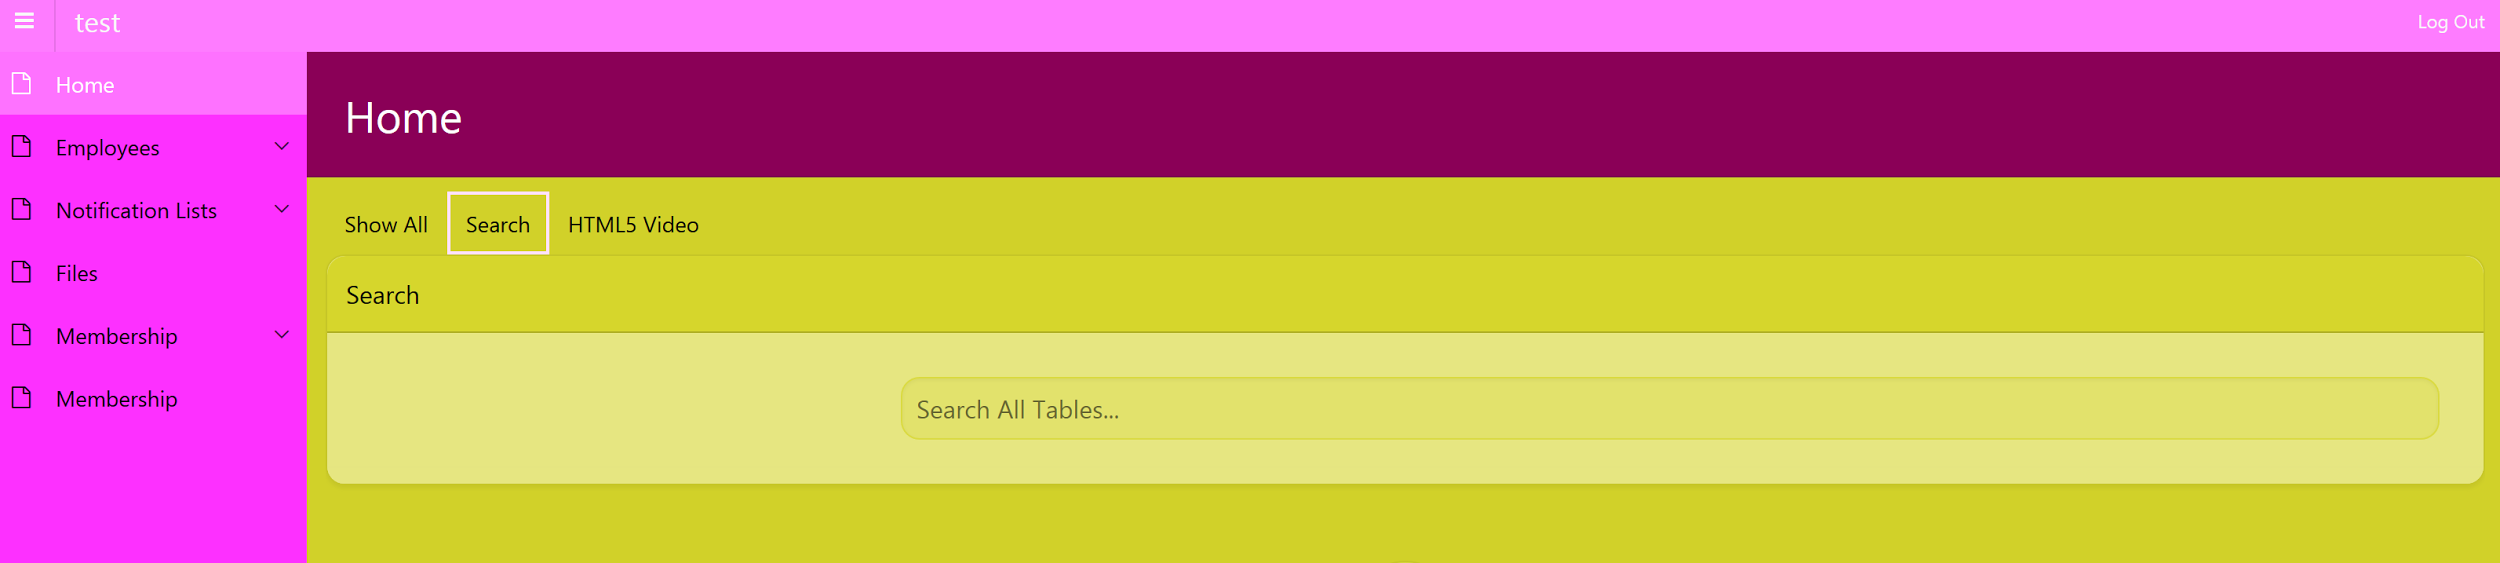 test
Log Out
Home
Employees
Notification Lists
Files
Membership
Membership
Home
Show All
Search
HTML5 Video
Search
Search All Tables...